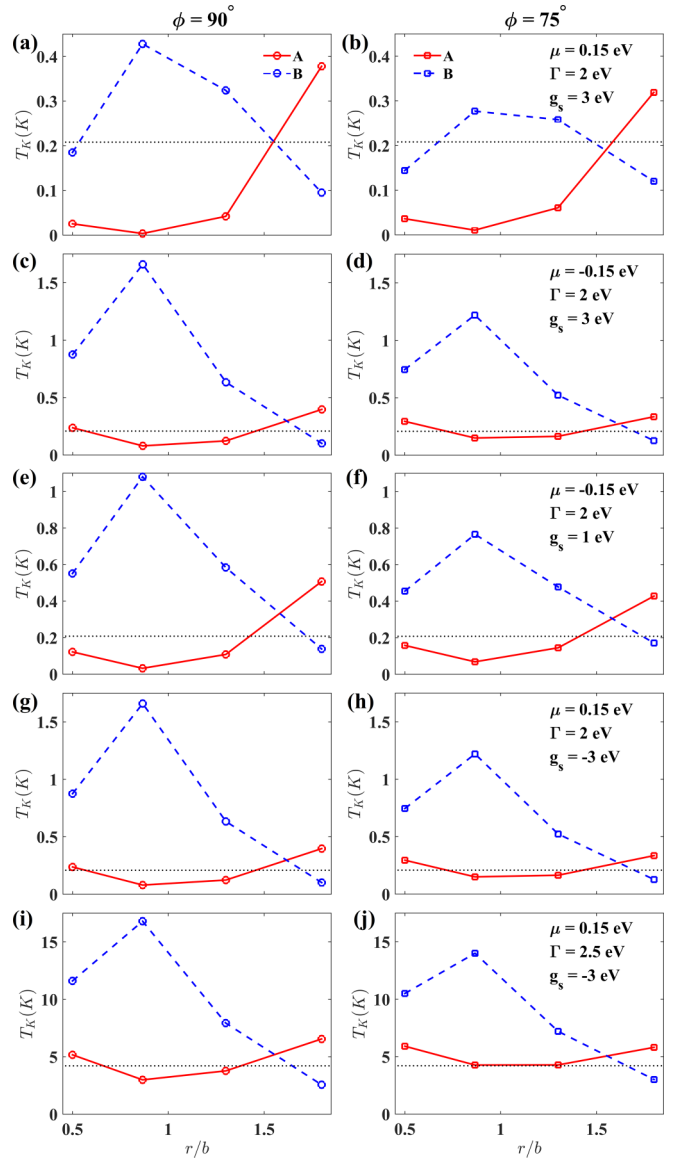 ϕ = 90° ϕ = 75°
(a) (b)
A B
A B
μ = 0.15 eV
Γ = 2 eV
g_s = 3 eV
T_K(K) T_K(K)
0.4 0.4
0.3 0.3
0.2 0.2
0.1 0.1
0 0
(c) (d)
μ = -0.15 eV
Γ = 2 eV
g_s = 3 eV
T_K(K) T_K(K)
1.5 1.5
1 1
0.5 0.5
0 0
(e) (f)
μ = -0.15 eV
Γ = 2 eV
g_s = 1 eV
T_K(K) T_K(K)
1 1
0.8 0.8
0.6 0.6
0.4 0.4
0.2 0.2
0 0
(g) (h)
μ = 0.15 eV
Γ = 2 eV
g_s = -3 eV
T_K(K) T_K(K)
1.5 1.5
1 1
0.5 0.5
0 0
(i) (j)
μ = 0.15 eV
Γ = 2.5 eV
g_s = -3 eV
T_K(K) T_K(K)
15 15
10 10
5 5
0 0
0.5 1 1.5 0.5 1 1.5
r/b r/b